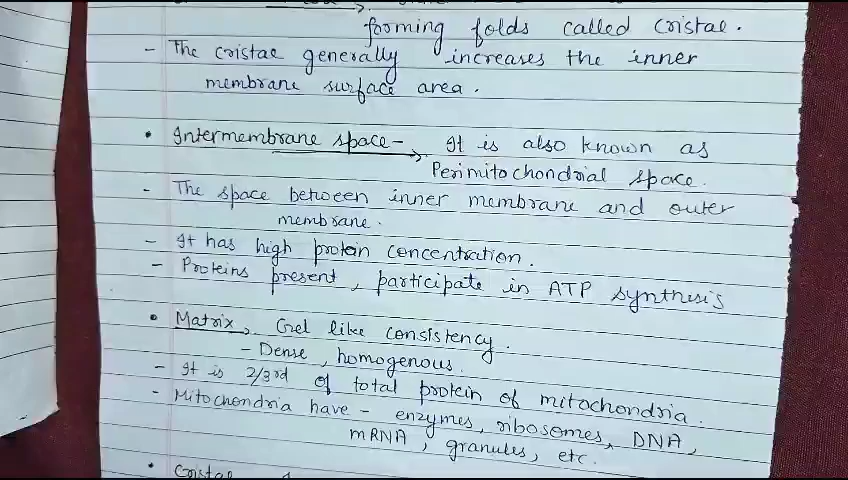 forming folds called cristae.
- The cristae generally increases the inner
membrane surface area.
• Intermembrane space - It is also known as
Perimitochondrial space.
- The space between inner membrane and outer
membrane.
- It has high protein concentration.
- Proteins present, participate in ATP synthesis
• Matrix, Gel like consistency.
- Dense, homogenous.
- It is 2/3rd of total protein of mitochondria.
- Mitochondria have - enzymes, ribosomes, DNA,
mRNA, granules, etc.
• Cristae